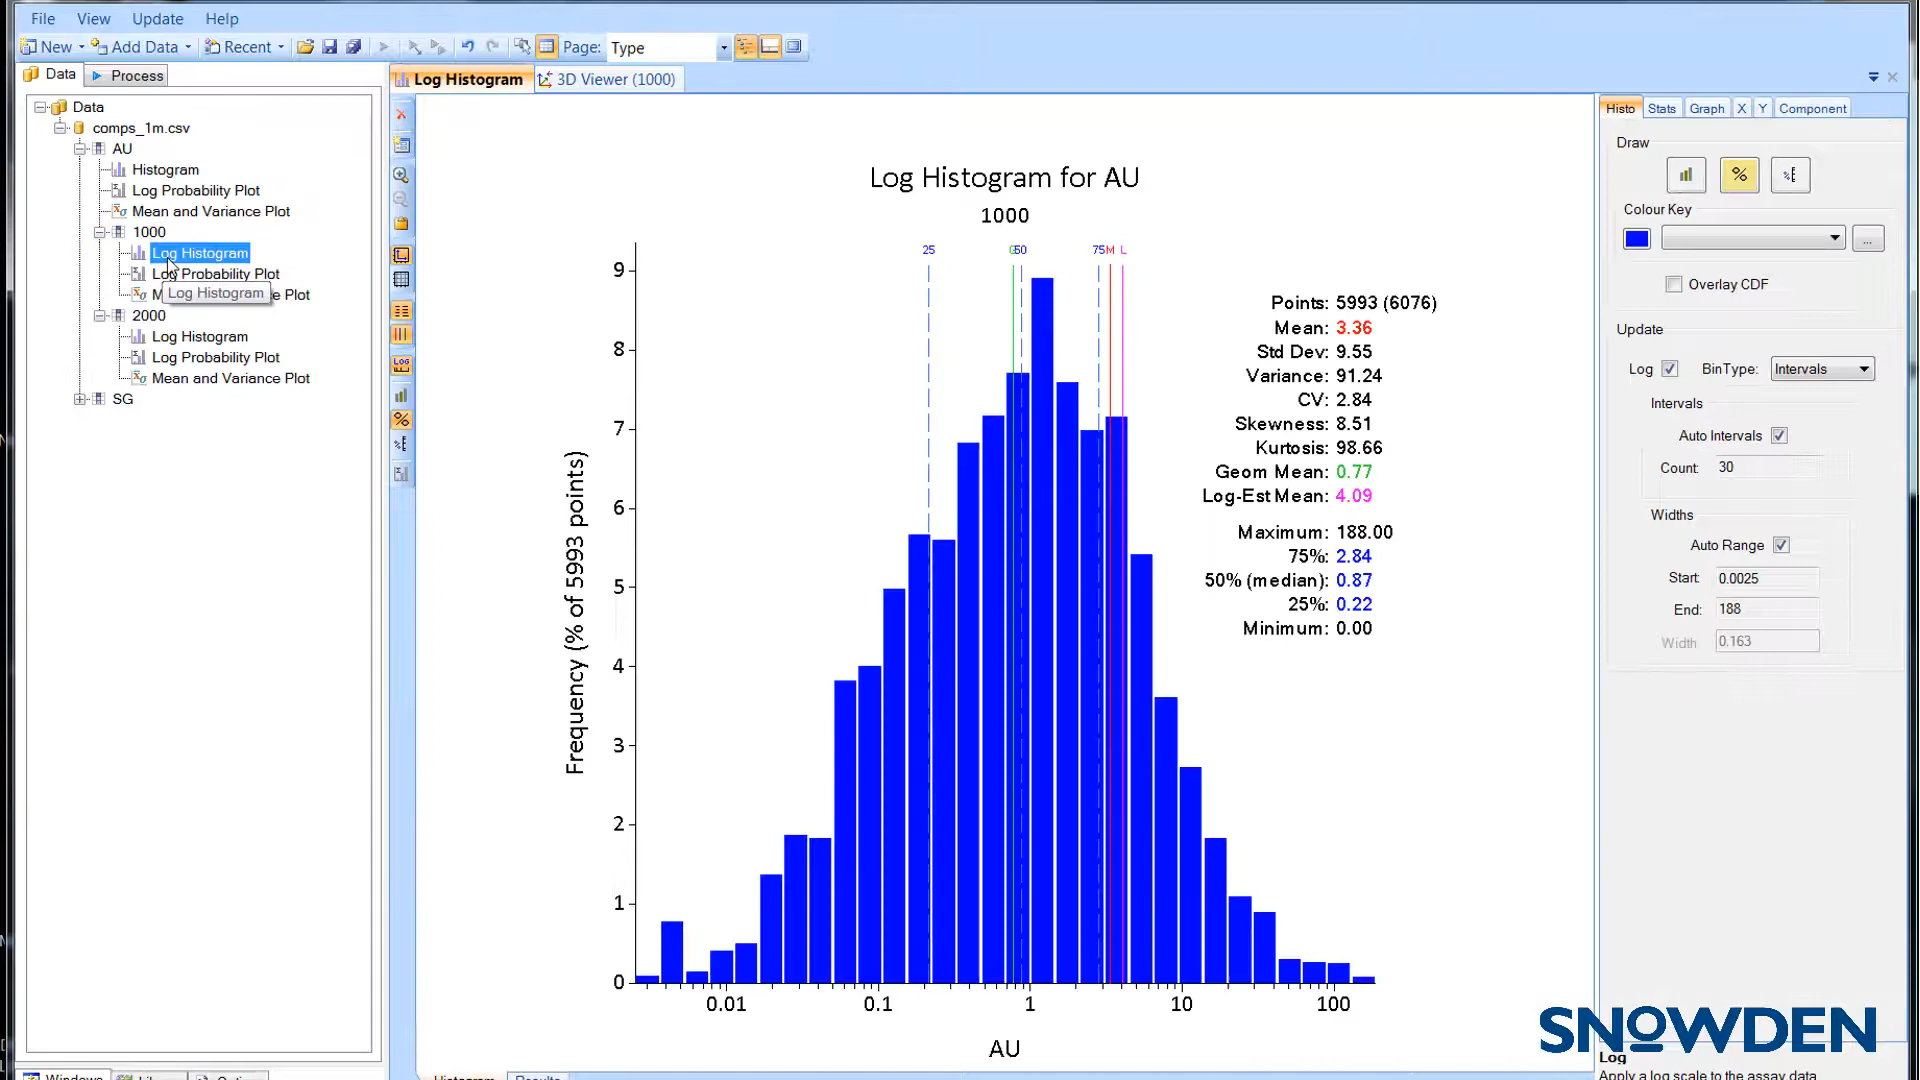 File View Update Help
New Add Data Recent Page: Type
Data Process
Log Histogram 3D Viewer (1000)
Data
comps_1m.csv
AU
Histogram
Log Probability Plot
Mean and Variance Plot
1000
Log Histogram
Log Probability Plot
M e Plot
Log Histogram
2000
Log Histogram
Log Probability Plot
Mean and Variance Plot
SG
Log Histogram for AU
1000
25 G50 75M L
Points: 5993 (6076)
Mean: 3.36
Std Dev: 9.55
Variance: 91.24
CV: 2.84
Skewness: 8.51
Kurtosis: 98.66
Geom Mean: 0.77
Log-Est Mean: 4.09
Maximum: 188.00
75%: 2.84
50% (median): 0.87
25%: 0.22
Minimum: 0.00
Frequency (% of 5993 points)
9
8
7
6
5
4
3
2
1
0
0.01 0.1 1 10 100
AU
Histogram Results
Histo Stats Graph X Y Component
Draw
%
Colour Key
...
Overlay CDF
Update
Log BinType: Intervals
Intervals
Auto Intervals
Count: 30
Widths
Auto Range
Start: 0.0025
End: 188
Width 0.163
SNOWDEN
Log
Apply a log scale to the assay data
Windows
LOG
%